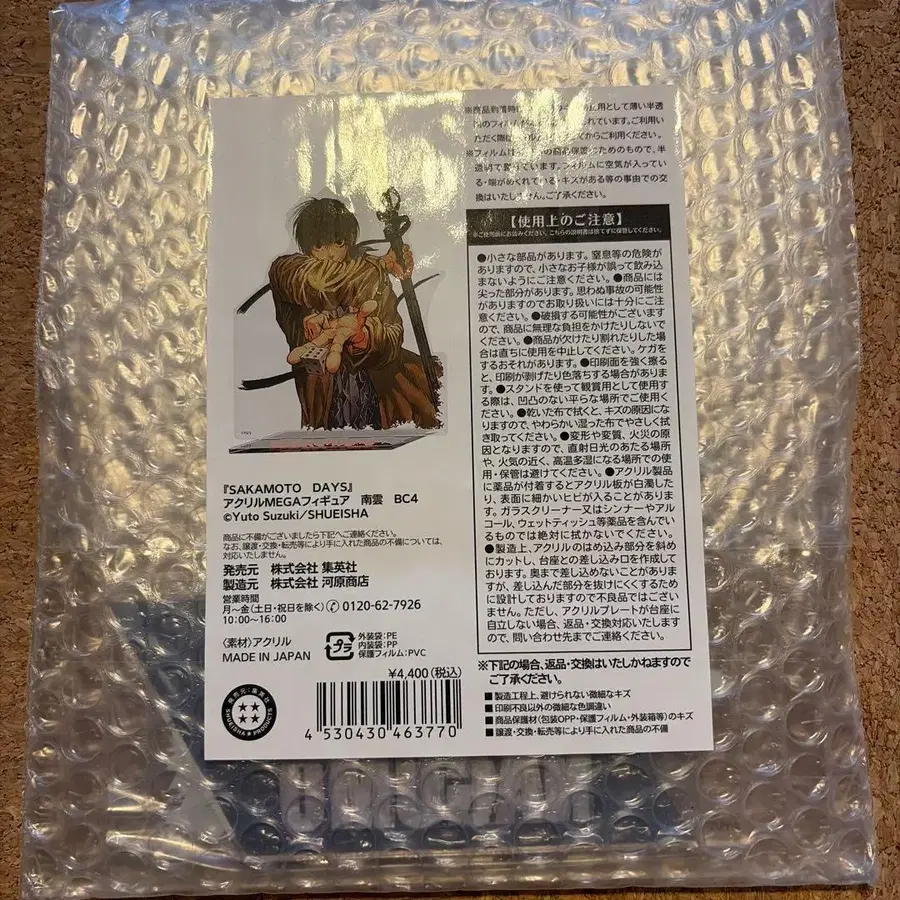 『SAKAMOTO DAYS』
アクリルMEGAフィギュア 南雲 BC4
©Yuto Suzuki/SHUEISHA
商品に不備がございましたら下記へご連絡ください。
なお、譲渡・交換・転売等により手に入れた商品の不備については、
対応いたしません。
発売元 株式会社 集英社
製造元 株式会社 河原商店
営業時間
月~金(土日・祝日を除く) 0120-62-7926
10:00~16:00
〈素材〉アクリル
MADE IN JAPAN
プラ
外装袋:PE
内装袋:PP
保護フィルム:PVC
¥4,400(税込)
発売元:集英社
SHUEISHA PRODUCTS
4 530430 463770
※商品到着時
用として薄い半透
のフィルムが
れています。ご利用い
ただく際は
からご利用ください。
※フィルムは
のためのもので、半
透明で
ています。フィルムに空気が入ってい
る・端がめくれている・キズがある等の事由での交
換はいたしません。ご了承ください。
【使用上のご注意】
※ご使用前にお読みください。こちらの説明書は捨てずに保管してください。
●小さな部品があります。窒息等の危険が
ありますので、小さなお子様が誤って飲み込
まないようにご注意ください。●商品には
尖った部分があります。思わぬ事故の可能性
がありますのでお取り扱いには十分にご注
意ください。●破損する可能性がございます
ので、商品に無理な負担をかけたりしないで
ください。●商品が欠けたり割れたりした場
合は直ちに使用を中止してください。ケガを
するおそれがあります。●印刷面を強く擦る
と、印刷が剥げたり色落ちする場合がありま
す。●スタンドを使って観賞用として使用す
る際は、凹凸のない平らな場所でご使用く
ださい。●乾いた布で拭くと、キズの原因にな
りますので、やわらかい湿った布でやさしく拭
き取ってください。●変形や変質、火災の原
因となりますので、直射日光のあたる場所
や、火気の近く、高温多湿になる場所での使
用・保管は避けてください。●アクリル製品
に薬品が付着するとアクリル板が白濁した
り、表面に細かいヒビが入ることがありま
す。ガラスクリーナー又はシンナーやアル
コール、ウェットティッシュ等薬品を含んでい
るものでは絶対に拭かないでください。
●製造上、アクリルのはめ込み部分を斜め
にカットし、台座との差し込み口を作成して
おります。奥まで差し込めないことがありま
すが、差し込んだ部分を抜けにくくするため
に設計しておりますので不良品ではござい
ません。ただし、アクリルプレートが台座に
自立しない場合、返品・交換対応いたします
ので、問い合わせ先までご連絡ください。
※下記の場合、返品・交換はいたしかねますので
ご了承ください。
■製造工程上、避けられない微細なキズ
■印刷不良以外の微細な色調違い
■商品保護材(包装OPP・保護フィルム・外装箱等)のキズ
■譲渡・交換・転売等により手に入れた商品の不備